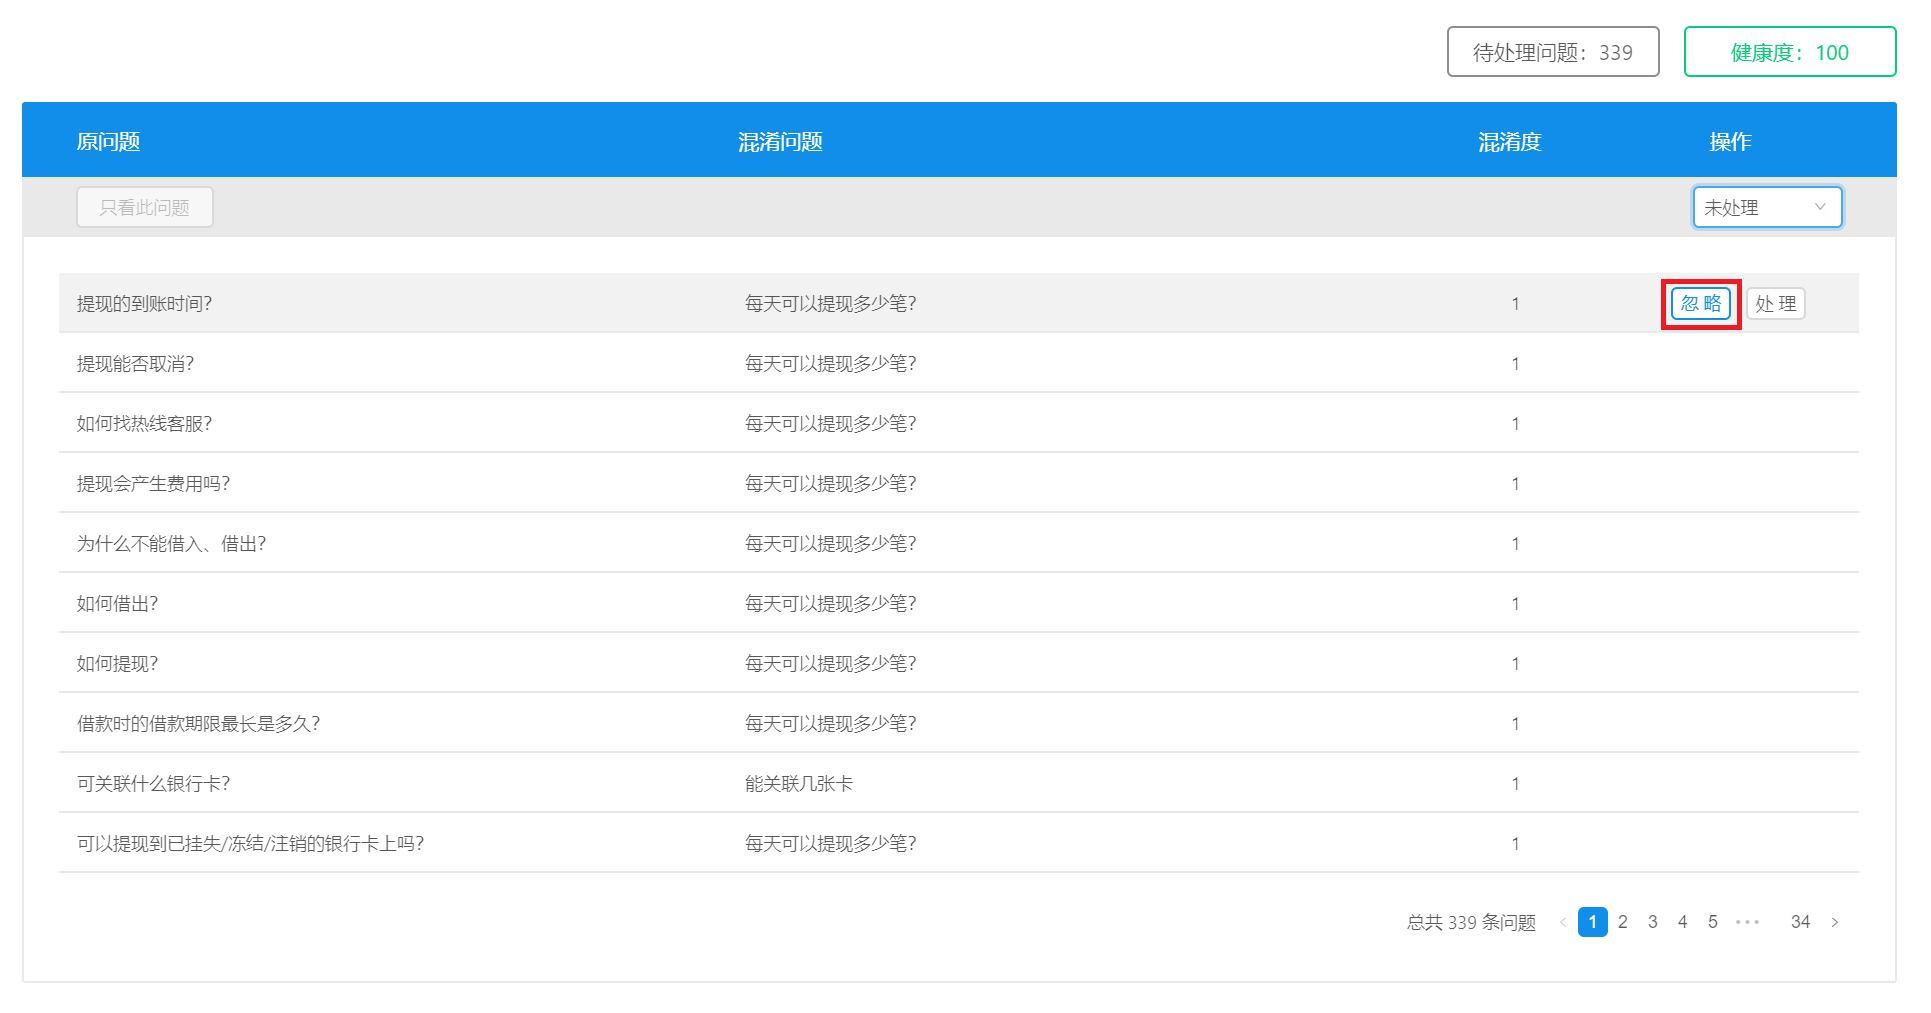 待处理问题：339 健康度：100
原问题 混淆问题 混淆度 操作
只看此问题 未处理
提现的到账时间? 每天可以提现多少笔? 1 忽 略 处 理
提现能否取消? 每天可以提现多少笔? 1
如何找热线客服? 每天可以提现多少笔? 1
提现会产生费用吗? 每天可以提现多少笔? 1
为什么不能借入、借出? 每天可以提现多少笔? 1
如何借出? 每天可以提现多少笔? 1
如何提现? 每天可以提现多少笔? 1
借款时的借款期限最长是多久? 每天可以提现多少笔? 1
可关联什么银行卡? 能关联几张卡 1
可以提现到已挂失/冻结/注销的银行卡上吗? 每天可以提现多少笔? 1
总共 339 条问题 < 1 2 3 4 5 ••• 34 >